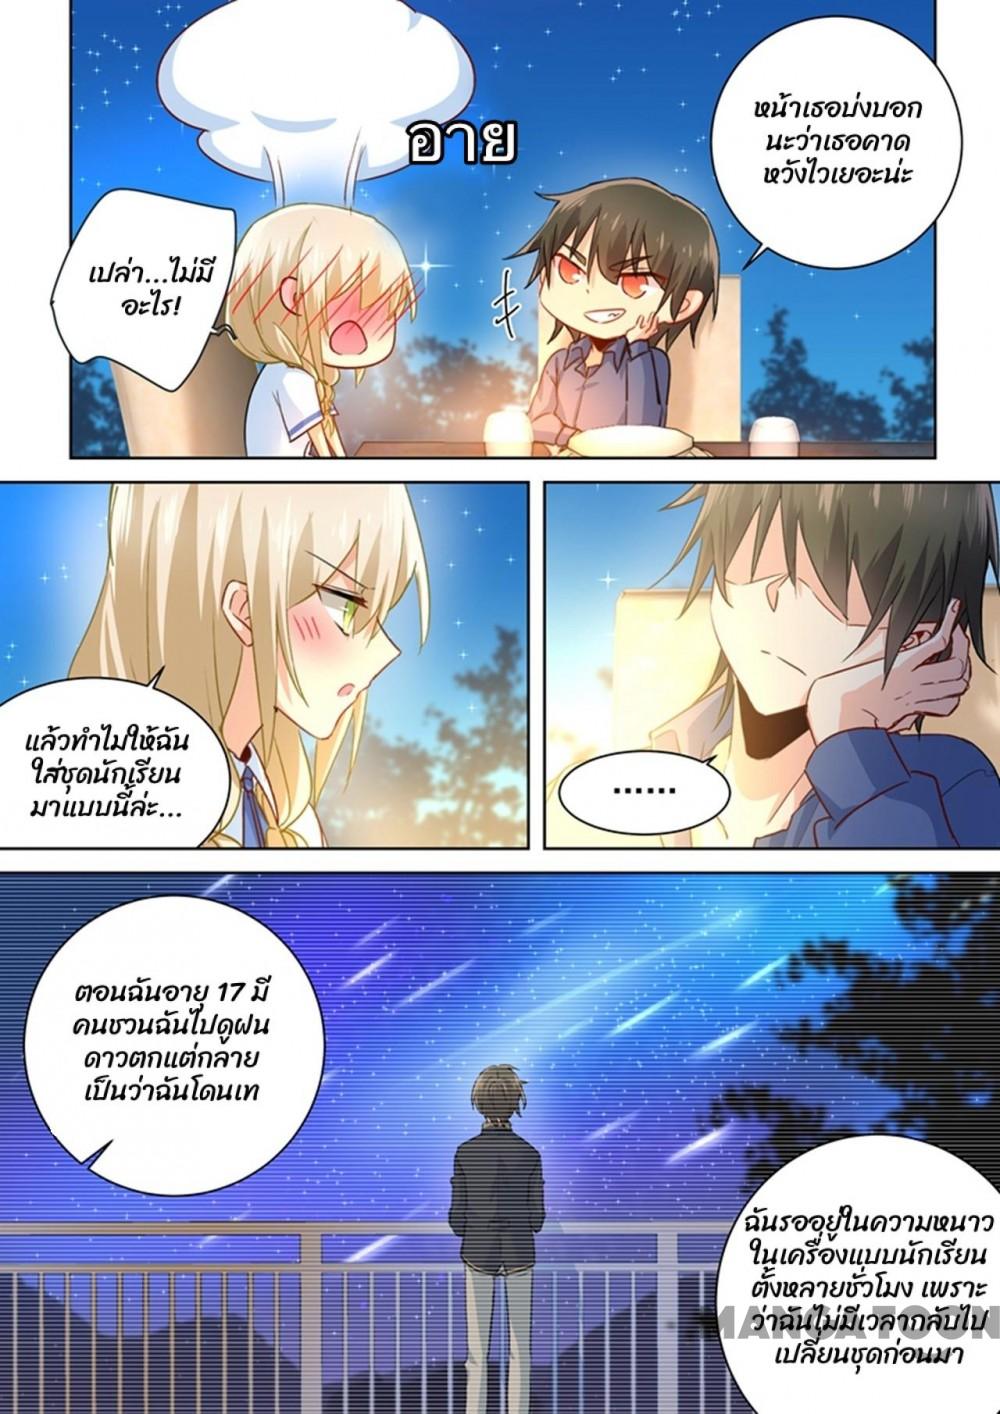 หน้าเธอบ่งบอก
นะว่าเธอคาด
หวังไวเยอะน่ะ
อาย
เปล่า...ไม่มี
อะไร!
แล้วทำไมให้ฉัน
ใส่ชุดนักเรียน
มาแบบนี้ล่ะ...
......
ตอนฉันอายุ 17 มี
คนชวนฉันไปดูฝน
ดาวตกแต่กลาย
เป็นว่าฉันโดนเท
ฉันรออยู่ในความหนาว
ในเครื่องแบบนักเรียน
ตั้งหลายชั่วโมง เพราะ
ว่าฉันไม่มีเวลากลับไป
เปลี่ยนชุดก่อนมา
MANGATOON